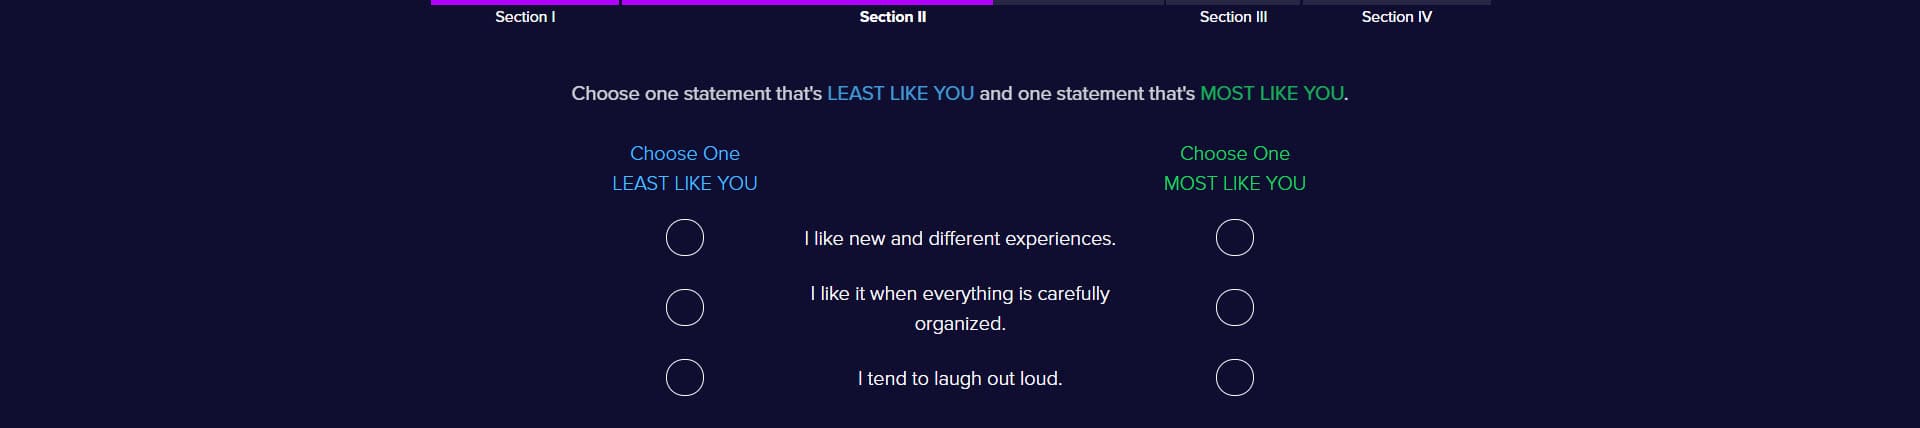 Section I
Section II
Section III
Section IV
Choose one statement that's LEAST LIKE YOU and one statement that's MOST LIKE YOU.
Choose One
LEAST LIKE YOU
Choose One
MOST LIKE YOU
I like new and different experiences.
I like it when everything is carefully
organized.
I tend to laugh out loud.